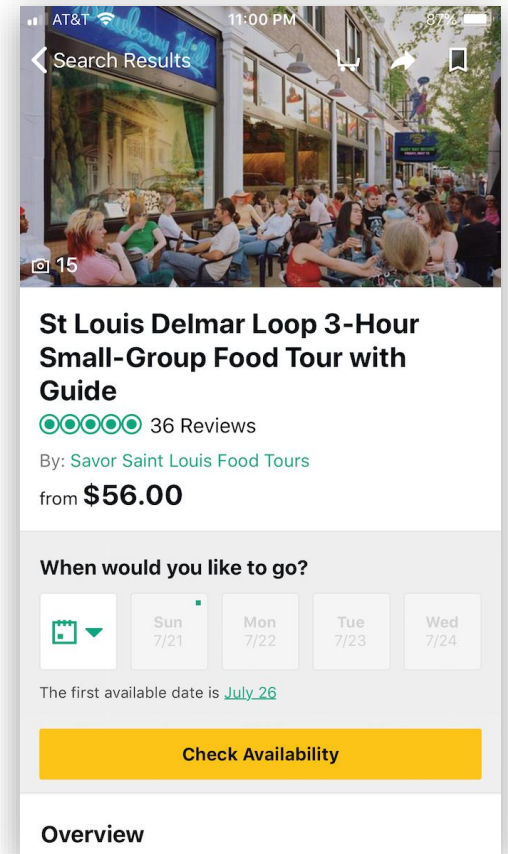 AT&T 11:00 PM 87%
Search Results
Blueberry Hill
15
St Louis Delmar Loop 3-Hour
Small-Group Food Tour with
Guide
36 Reviews
By: Savor Saint Louis Food Tours
from $56.00
When would you like to go?
Sun Mon Tue Wed
7/21 7/22 7/23 7/24
The first available date is July 26
Check Availability
Overview